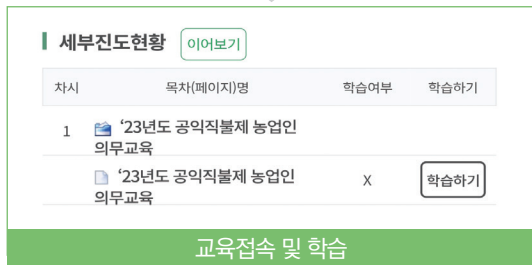 세부진도현황 이어보기
차시 목차(페이지)명 학습여부 학습하기
1 ‘23년도 공익직불제 농업인
의무교육
‘23년도 공익직불제 농업인 X 학습하기
의무교육
교육접속 및 학습